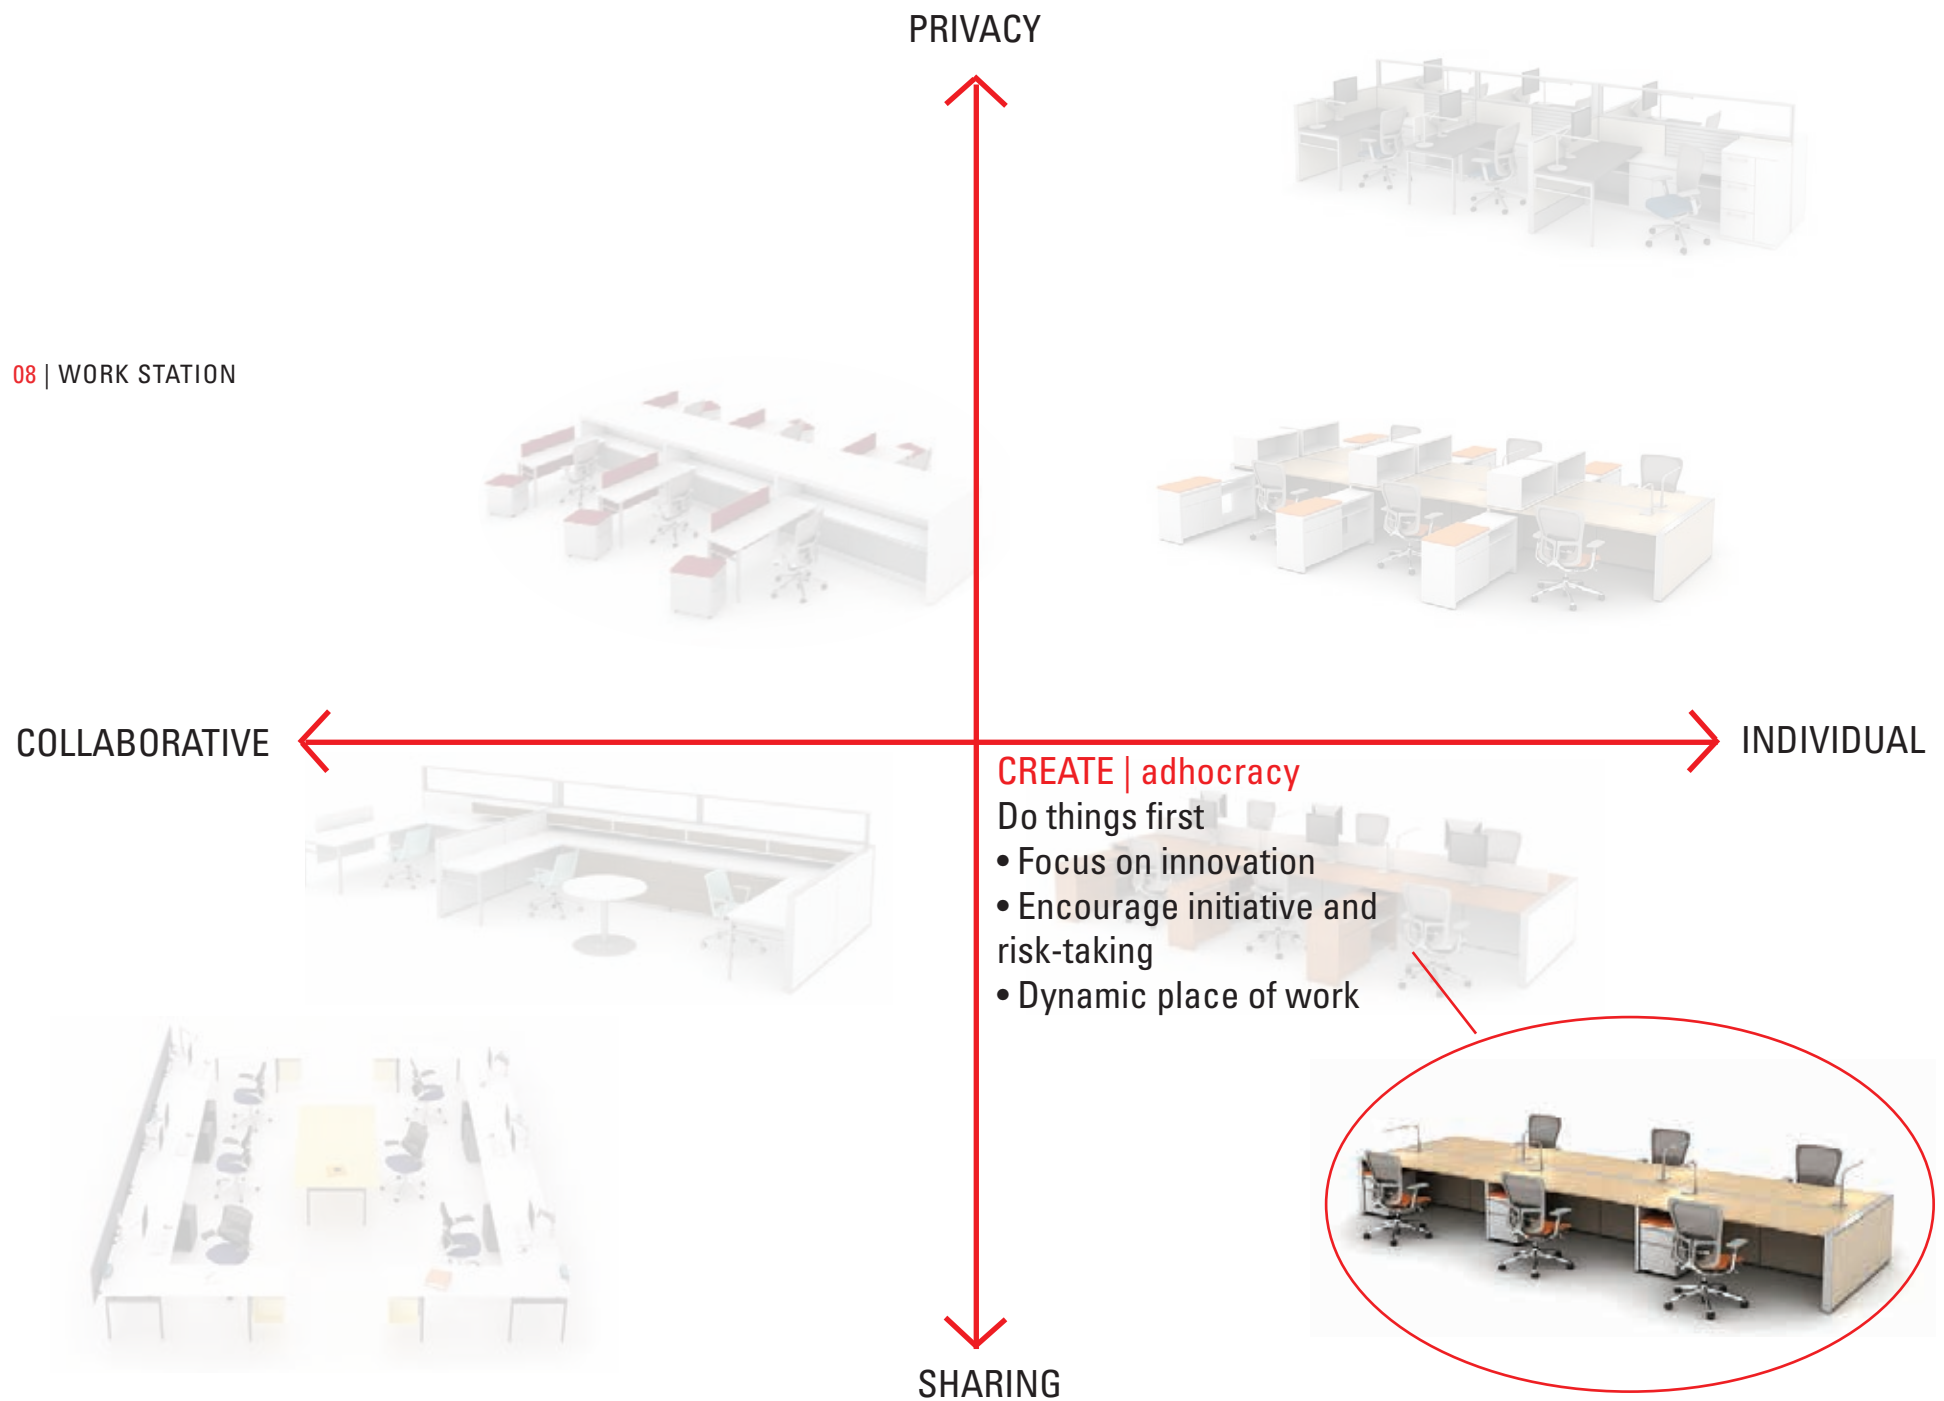 PRIVACY
08 | WORK STATION
COLLABORATIVE
INDIVIDUAL
CREATE | adhocracy
Do things first
• Focus on innovation
• Encourage initiative and
risk-taking
• Dynamic place of work
SHARING